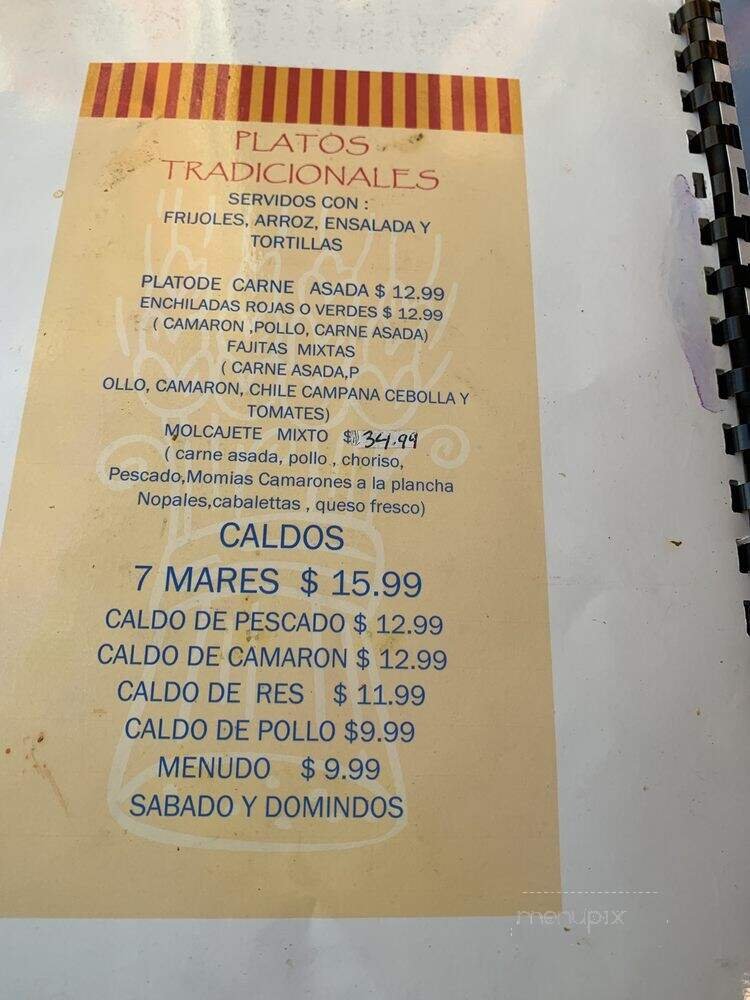 PLATOS
TRADICIONALES
SERVIDOS CON :
FRIJOLES, ARROZ, ENSALADA Y
TORTILLAS
PLATODE CARNE ASADA $ 12.99
ENCHILADAS ROJAS O VERDES $ 12.99
( CAMARON ,POLLO, CARNE ASADA)
FAJITAS MIXTAS
( CARNE ASADA,P
OLLO, CAMARON, CHILE CAMPANA CEBOLLA Y
TOMATES)
MOLCAJETE MIXTO $ 34.99
( carne asada, pollo , choriso,
Pescado,Momias Camarones a la plancha
Nopales,cabalettas , queso fresco)
CALDOS
7 MARES $ 15.99
CALDO DE PESCADO $ 12.99
CALDO DE CAMARON $ 12.99
CALDO DE RES $ 11.99
CALDO DE POLLO $9.99
MENUDO $ 9.99
SABADO Y DOMINDOS
menupix